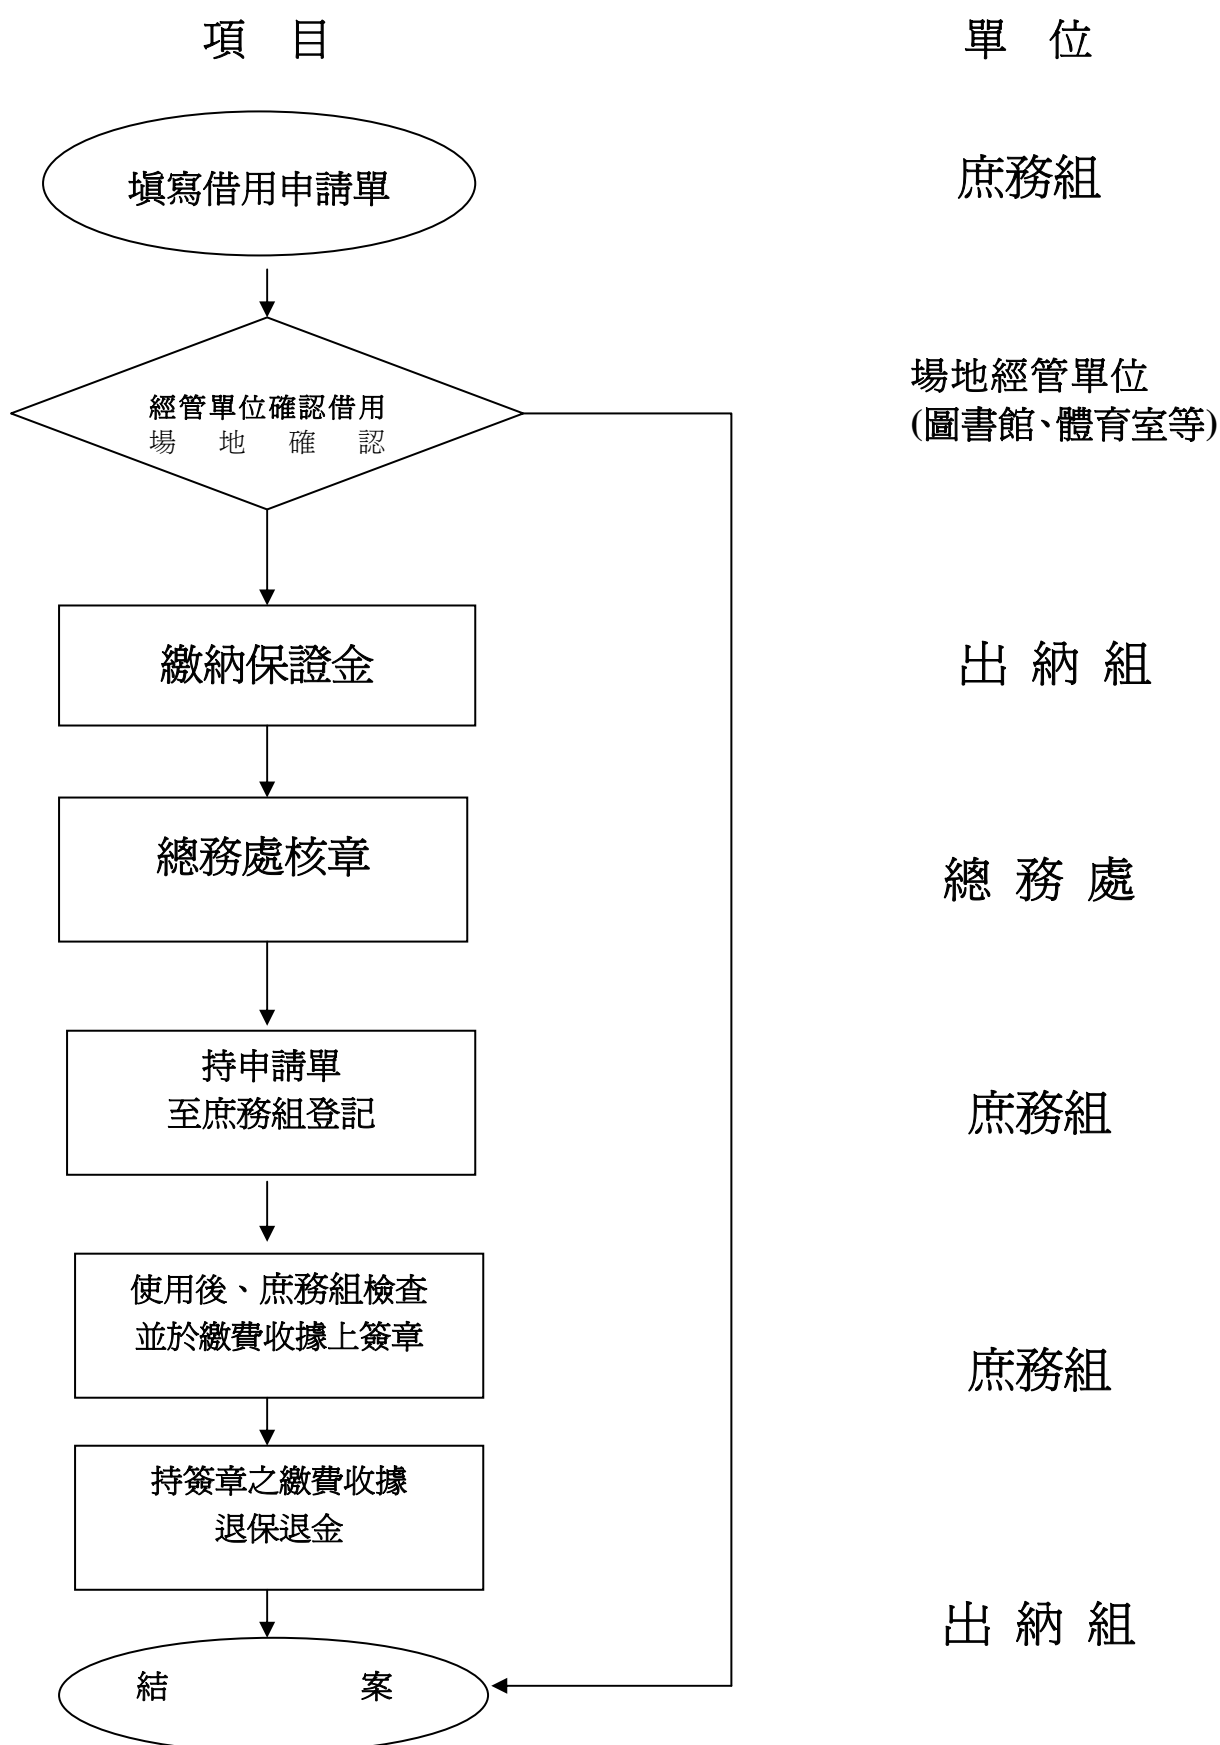 項 目 單 位
填寫借用申請單 庶務組
經管單位確認借用
場 地 確 認
場地經管單位
(圖書館、體育室等)
繳納保證金 出 納 組
總務處核章 總 務 處
持申請單
至庶務組登記
庶務組
使用後、庶務組檢查
並於繳費收據上簽章
庶務組
持簽章之繳費收據
退保退金
出 納 組
結 案